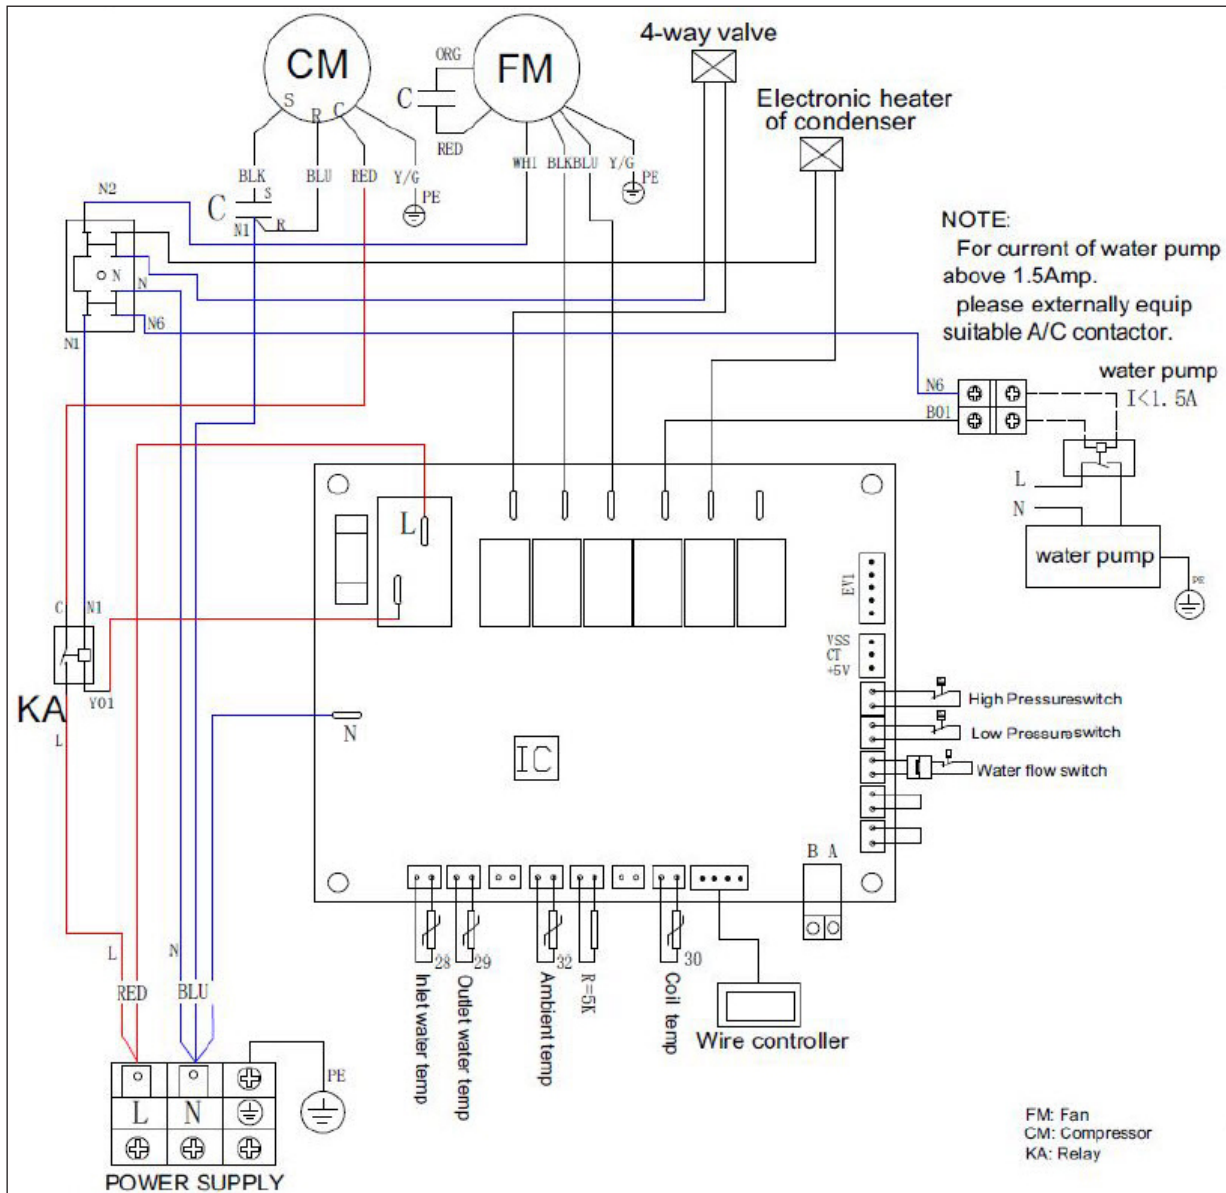 4-way valve
CM
FM
ORG
C
RED
S
R
C
Electronic heater
of condenser
WHI
BLK
BLU
Y/G
PE
BLK
BLU
RED
Y/G
PE
S
C
N1
R
N2
N
N
N6
N1
NOTE:
For current of water pump
above 1.5Amp.
please externally equip
suitable A/C contactor.
water pump
I<1.5A
N6
B01
L
N
water pump
PE
L
EV1
VSS
CT
+5V
C
N1
KA
Y01
L
N
IC
High Pressureswitch
Low Pressureswitch
Water flow switch
B A
28
29
32
30
Inlet water temp
Outlet water temp
Ambient temp
R=5K
Coil temp
Wire controller
L
N
RED
BLU
PE
L
N
POWER SUPPLY
FM: Fan
CM: Compressor
KA: Relay